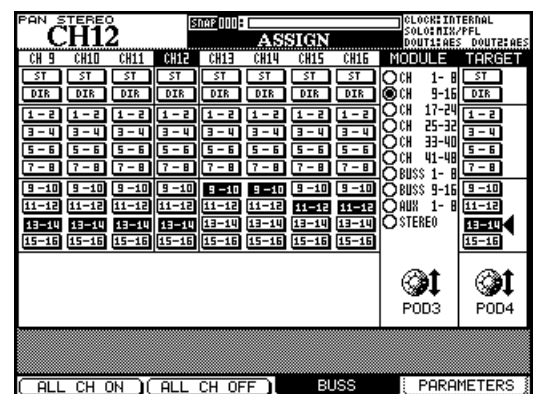 PAN STEREO SNAP 000: CLOCK:INTERNAL
CH12 ASSIGN SOLO:MIX/PFL
DOUT1:AES DOUT2:AES
CH 9 CH10 CH11 CH12 CH13 CH14 CH15 CH16 MODULE TARGET
ST ST ST ST ST ST ST ST CH 1- 8 ST
DIR DIR DIR DIR DIR DIR DIR DIR CH 9-16 DIR
1-2 1-2 1-2 1-2 1-2 1-2 1-2 1-2 CH 17-24 1-2
3-4 3-4 3-4 3-4 3-4 3-4 3-4 3-4 CH 25-32 3-4
5-6 5-6 5-6 5-6 5-6 5-6 5-6 5-6 CH 33-40 5-6
7-8 7-8 7-8 7-8 7-8 7-8 7-8 7-8 CH 41-48 7-8
BUSS 1- 8
9-10 9-10 9-10 9-10 9-10 9-10 9-10 9-10 BUSS 9-16 9-10
11-12 11-12 11-12 11-12 11-12 11-12 11-12 11-12 AUX 1- 8 11-12
13-14 13-14 13-14 13-14 13-14 13-14 13-14 13-14 STEREO 13-14
15-16 15-16 15-16 15-16 15-16 15-16 15-16 15-16 15-16
POD3 POD4
ALL CH ON ALL CH OFF BUSS PARAMETERS